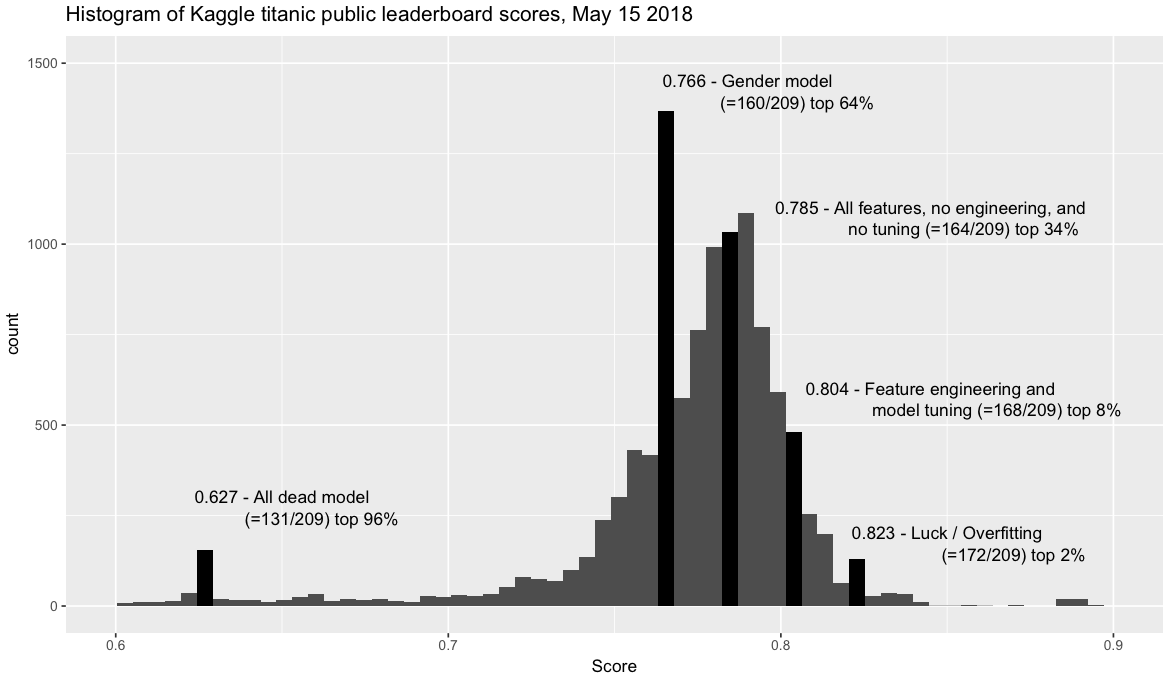 Histogram of Kaggle titanic public leaderboard scores, May 15 2018
1500
0.766 - Gender model
(=160/209) top 64%
0.785 - All features, no engineering, and
no tuning (=164/209) top 34%
1000
count
0.804 - Feature engineering and
model tuning (=168/209) top 8%
500
0.627 - All dead model
(=131/209) top 96%
0.823 - Luck / Overfitting
(=172/209) top 2%
0
0.6 0.7 0.8 0.9
Score